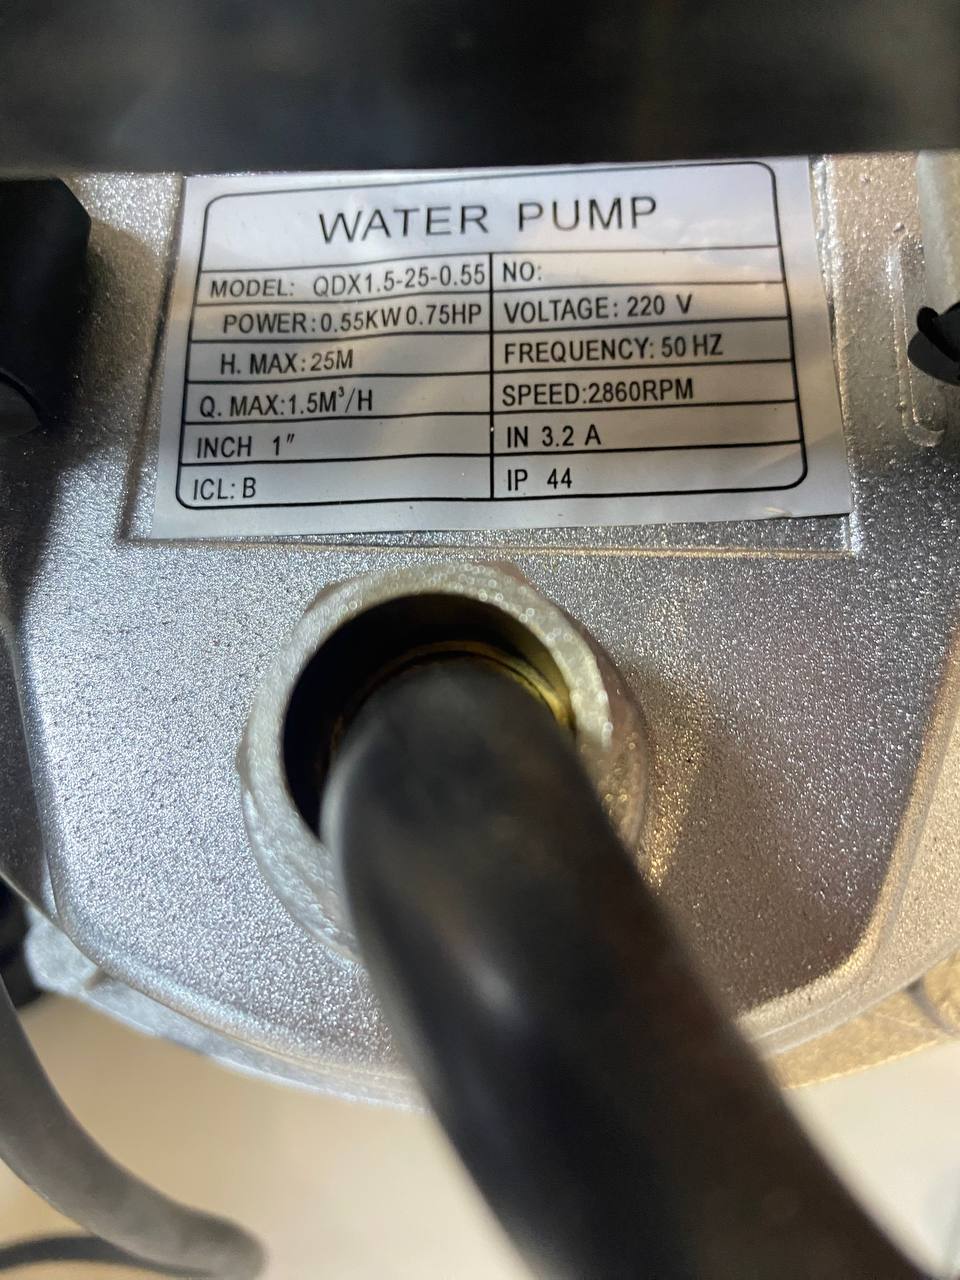 WATER PUMP
MODEL: QDX1.5-25-0.55 NO:
POWER:0.55KW 0.75HP VOLTAGE: 220 V
H. MAX:25M FREQUENCY: 50 HZ
Q. MAX:1.5M³/H SPEED:2860RPM
INCH 1" IN 3.2 A
ICL: B IP 44